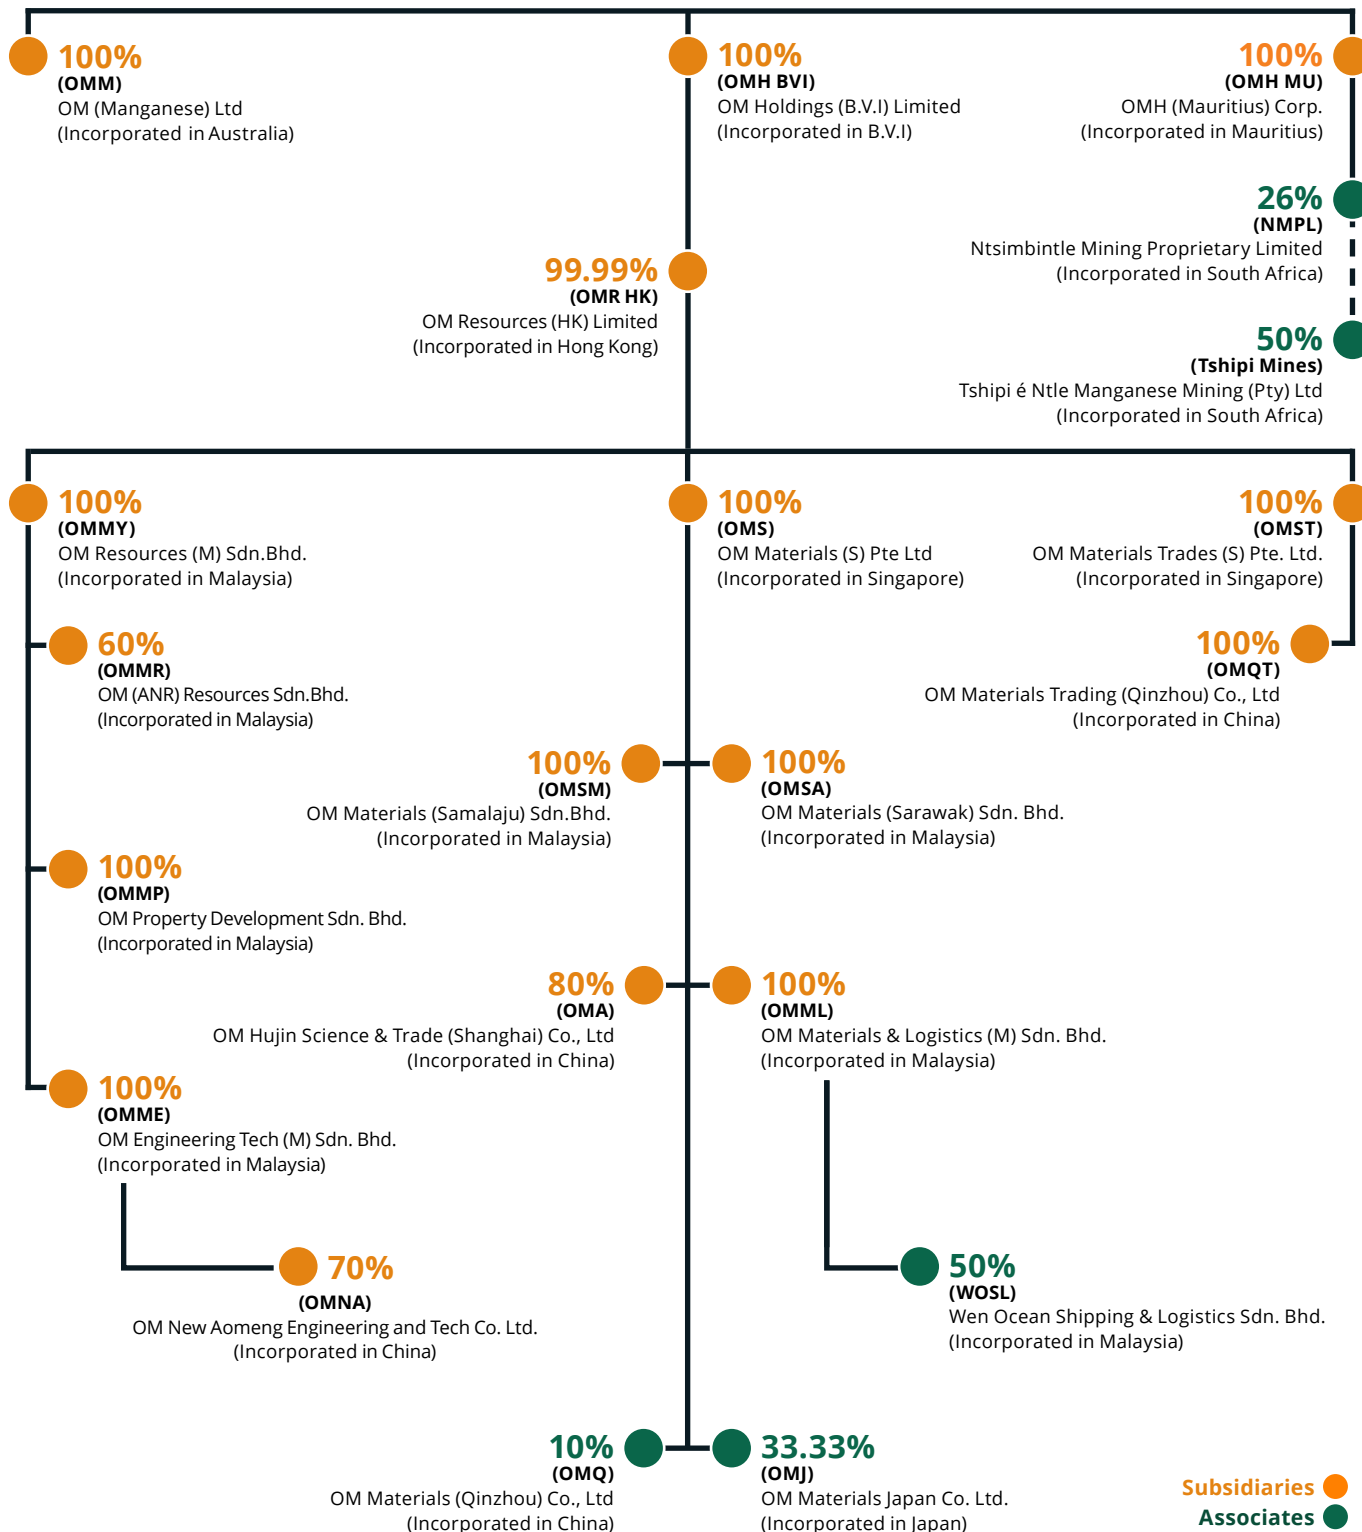 100%
(OMM)
OM (Manganese) Ltd
(Incorporated in Australia)
100%
(OMH BVI)
OM Holdings (B.V.I) Limited
(Incorporated in B.V.I)
100%
(OMH MU)
OMH (Mauritius) Corp.
(Incorporated in Mauritius)
26%
(NMPL)
Ntsimbintle Mining Proprietary Limited
(Incorporated in South Africa)
99.99%
(OMR HK)
OM Resources (HK) Limited
(Incorporated in Hong Kong)
50%
(Tshipi Mines)
Tshipi é Ntle Manganese Mining (Pty) Ltd
(Incorporated in South Africa)
100%
(OMMY)
OM Resources (M) Sdn.Bhd.
(Incorporated in Malaysia)
100%
(OMS)
OM Materials (S) Pte Ltd
(Incorporated in Singapore)
100%
(OMST)
OM Materials Trades (S) Pte. Ltd.
(Incorporated in Singapore)
60%
(OMMR)
OM (ANR) Resources Sdn.Bhd.
(Incorporated in Malaysia)
100%
(OMQT)
OM Materials Trading (Qinzhou) Co., Ltd
(Incorporated in China)
100%
(OMSM)
OM Materials (Samalaju) Sdn.Bhd.
(Incorporated in Malaysia)
100%
(OMSA)
OM Materials (Sarawak) Sdn. Bhd.
(Incorporated in Malaysia)
100%
(OMMP)
OM Property Development Sdn. Bhd.
(Incorporated in Malaysia)
80%
(OMA)
OM Hujin Science & Trade (Shanghai) Co., Ltd
(Incorporated in China)
100%
(OMML)
OM Materials & Logistics (M) Sdn. Bhd.
(Incorporated in Malaysia)
100%
(OMME)
OM Engineering Tech (M) Sdn. Bhd.
(Incorporated in Malaysia)
70%
(OMNA)
OM New Aomeng Engineering and Tech Co. Ltd.
(Incorporated in China)
50%
(WOSL)
Wen Ocean Shipping & Logistics Sdn. Bhd.
(Incorporated in Malaysia)
10%
(OMQ)
OM Materials (Qinzhou) Co., Ltd
(Incorporated in China)
33.33%
(OMJ)
OM Materials Japan Co. Ltd.
(Incorporated in Japan)
Subsidiaries
Associates